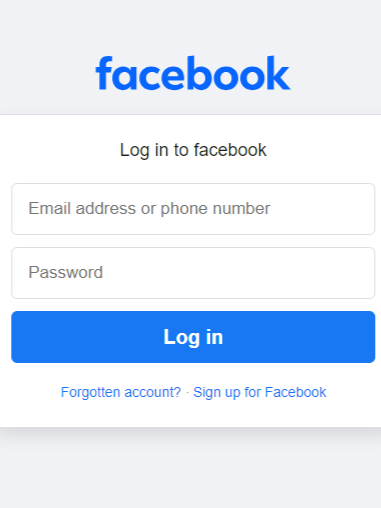 facebook
Log in to facebook
Email address or phone number
Password
Log in
Forgotten account? · Sign up for Facebook